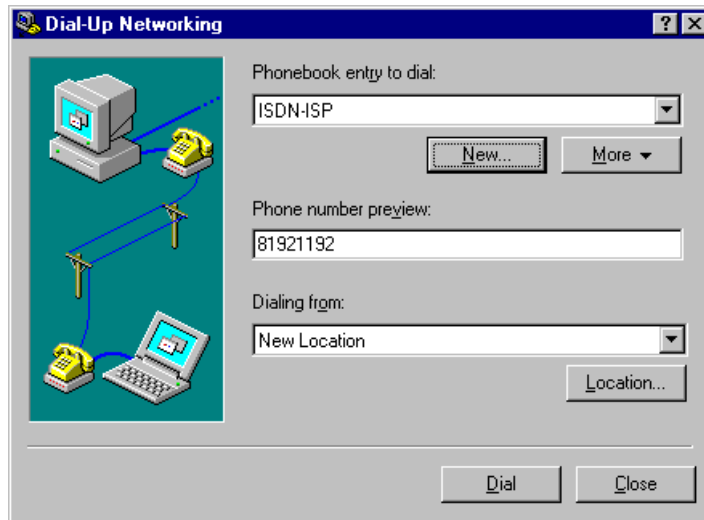 Dial-Up Networking
Phonebook entry to dial:
ISDN-ISP
New... More
Phone number preview:
81921192
Dialing from:
New Location
Location...
Dial Close